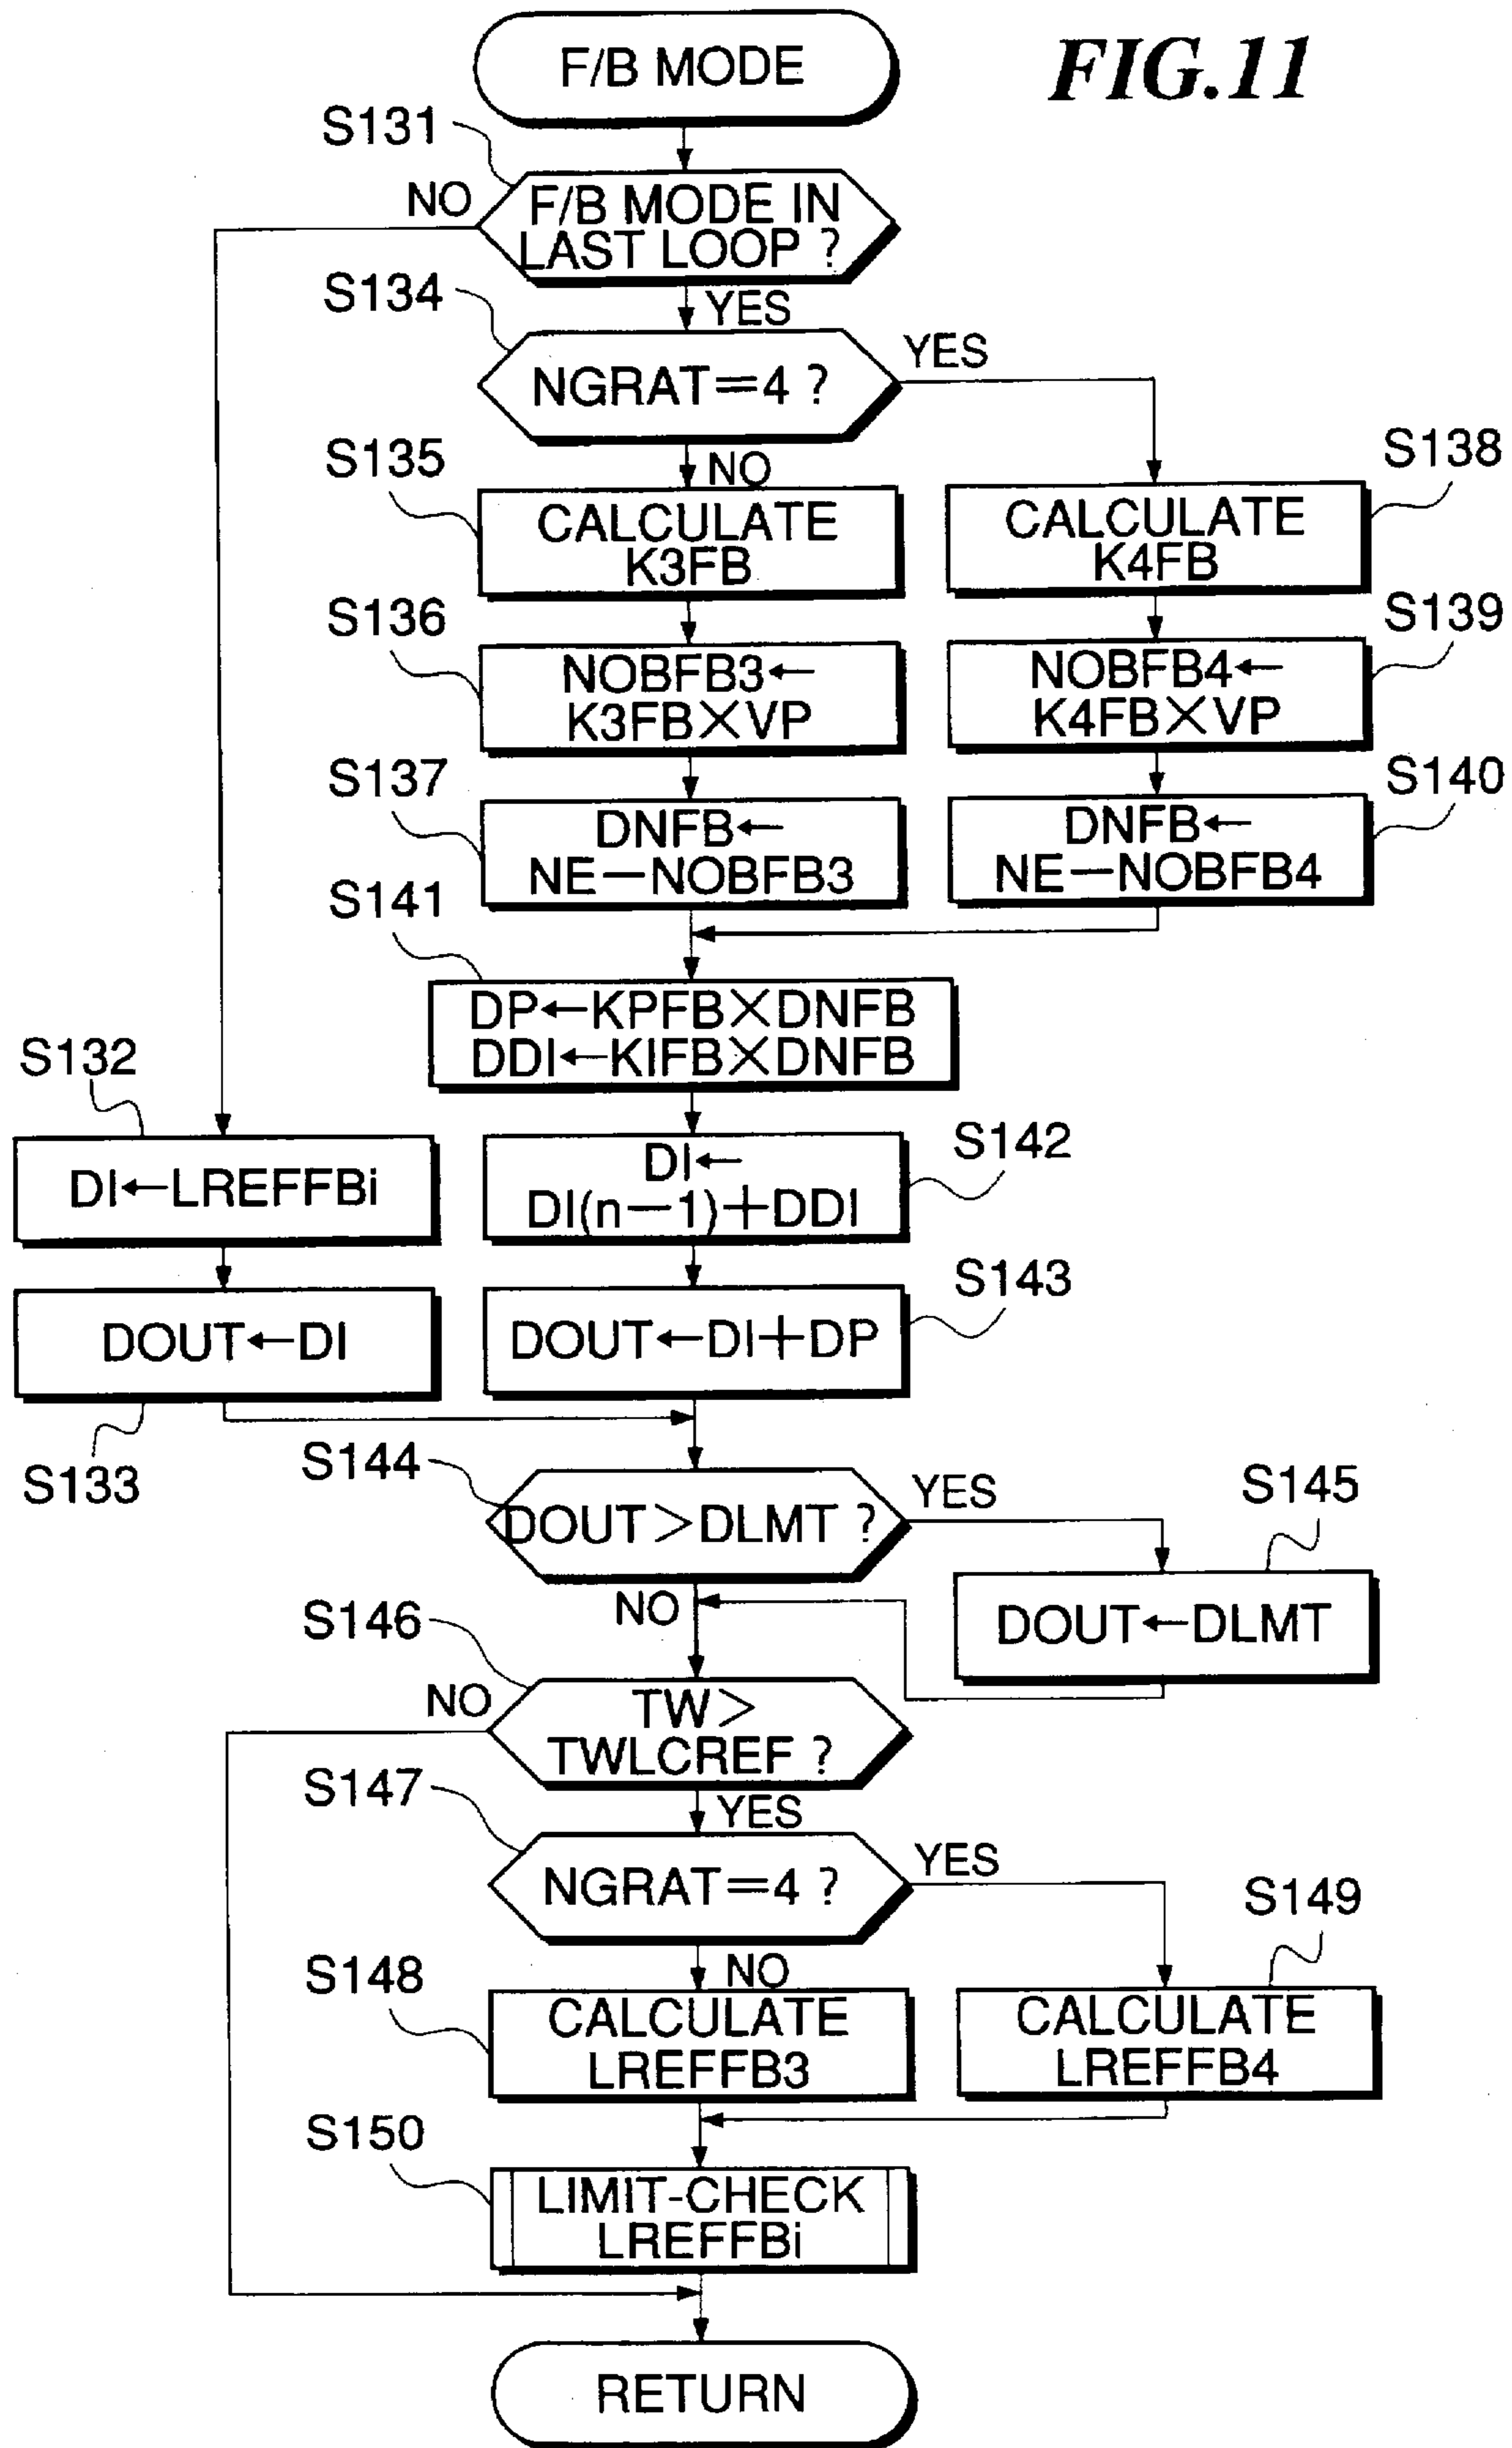 F/B MODE
FIG.11
S131
NO
F/B MODE IN
LAST LOOP ?
YES
S134
NGRAT=4 ?
YES
NO
S135
CALCULATE
K3FB
S138
CALCULATE
K4FB
S136
NOBFB3←
K3FB×VP
S139
NOBFB4←
K4FB×VP
S137
DNFB←
NE−NOBFB3
S140
DNFB←
NE−NOBFB4
S141
DP←KPFB×DNFB
DDI←KIFB×DNFB
S132
DI←LREFFBi
S142
DI←
DI(n−1)+DDI
S133
DOUT←DI
S143
DOUT←DI+DP
S144
DOUT>DLMT ?
YES
NO
S145
DOUT←DLMT
S146
NO
TW>
TWLCREF ?
YES
S147
NGRAT=4 ?
YES
NO
S148
CALCULATE
LREFFB3
S149
CALCULATE
LREFFB4
S150
LIMIT-CHECK
LREFFBi
RETURN